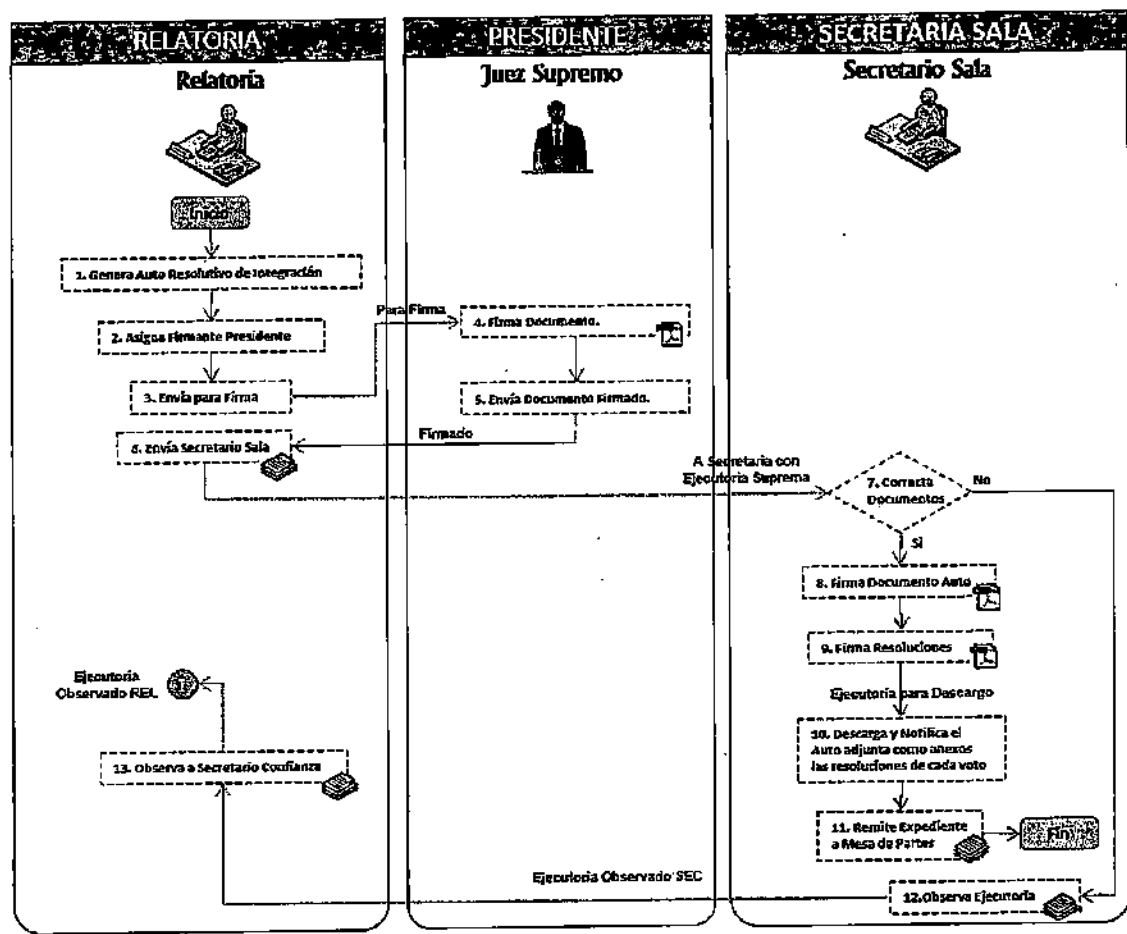 RELATORIA
Relatoría
Inicio
1. Genera Auto Resolutivo de Integración
2. Asigna Firmante Presidente
3. Envía para Firma
Para Firma
PRESIDENTE
Juez Supremo
4. Firma Documento.
5. Envía Documento Firmado.
Firmado
6. Envía Secretario Sala
A Secretaria con
Ejecutoria Suprema
SECRETARIA SALA
Secretario Sala
7. Correcta
Documentos
No
Si
8. Firma Documento Auto
9. Firma Resoluciones
Ejecutoria para Descargo
10. Descarga y Notifica el
Auto adjunta como anexos
las resoluciones de cada voto
11. Remite Expediente
a Mesa de Partes
Fin
12.Observa Ejecutoria
Ejecutoria Observado SEC
13. Observa a Secretario Confianza
Ejecutoria
Observado REL